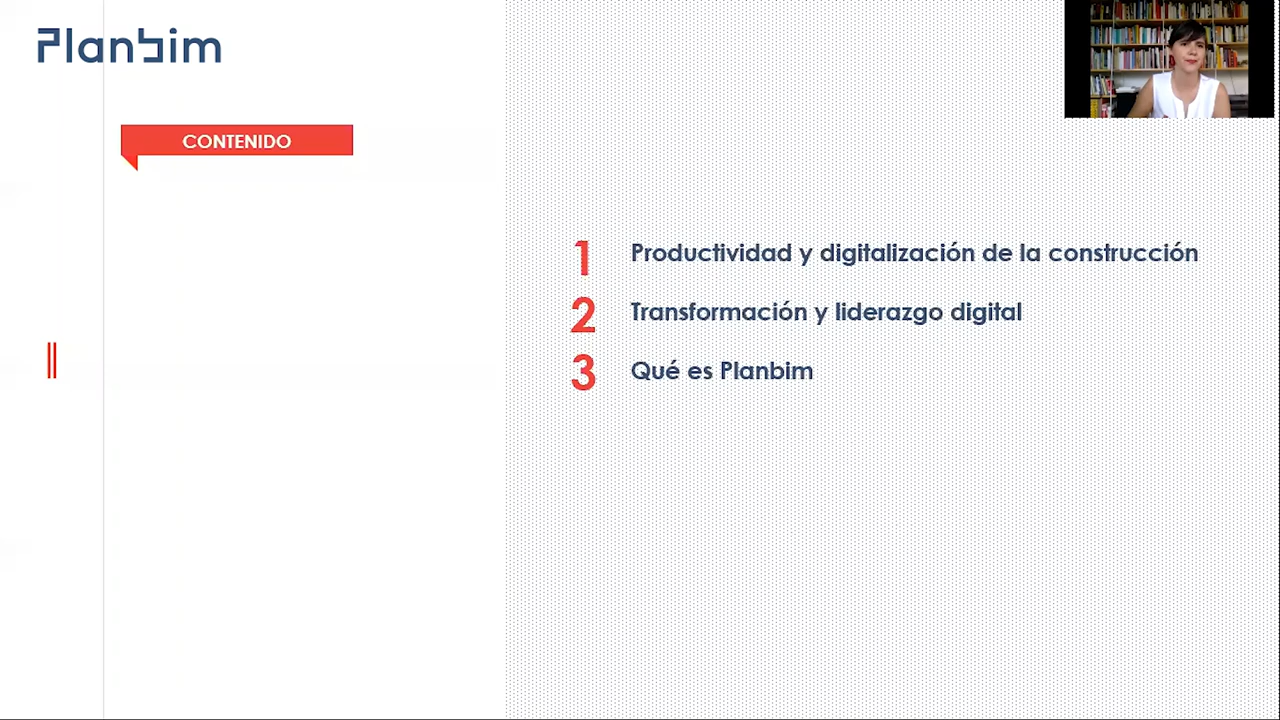 Planbim
CONTENIDO
1 Productividad y digitalización de la construcción
2 Transformación y liderazgo digital
3 Qué es Planbim